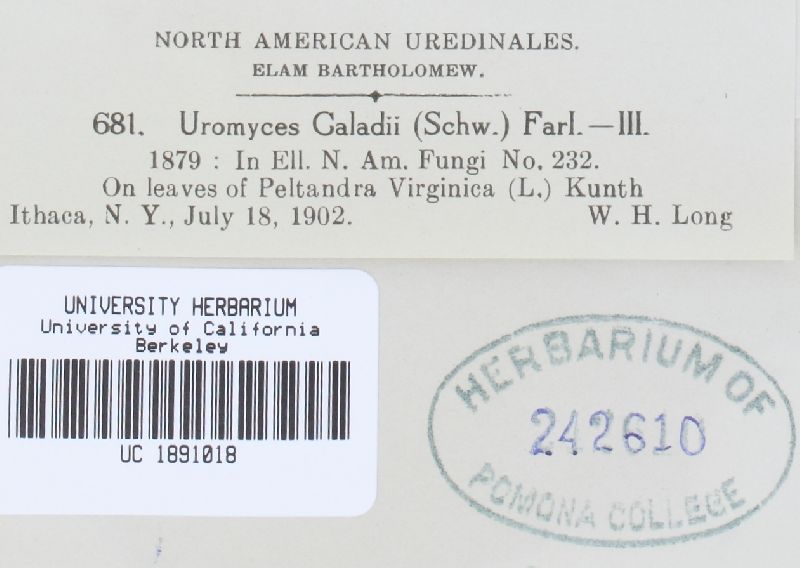 NORTH AMERICAN UREDINALES.
ELAM BARTHOLOMEW.
681. Uromyces Caladii (Schw.) Farl.—III.
1879 : In Ell. N. Am. Fungi No. 232.
On leaves of Peltandra Virginica (L.) Kunth
Ithaca, N. Y., July 18, 1902. W. H. Long
UNIVERSITY HERBARIUM
University of California
Berkeley
UC 1891018
HERBARIUM OF
242610
POMONA COLLEGE